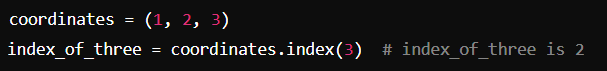 coordinates = (1, 2, 3)
index_of_three = coordinates.index(3)  # index_of_three is 2